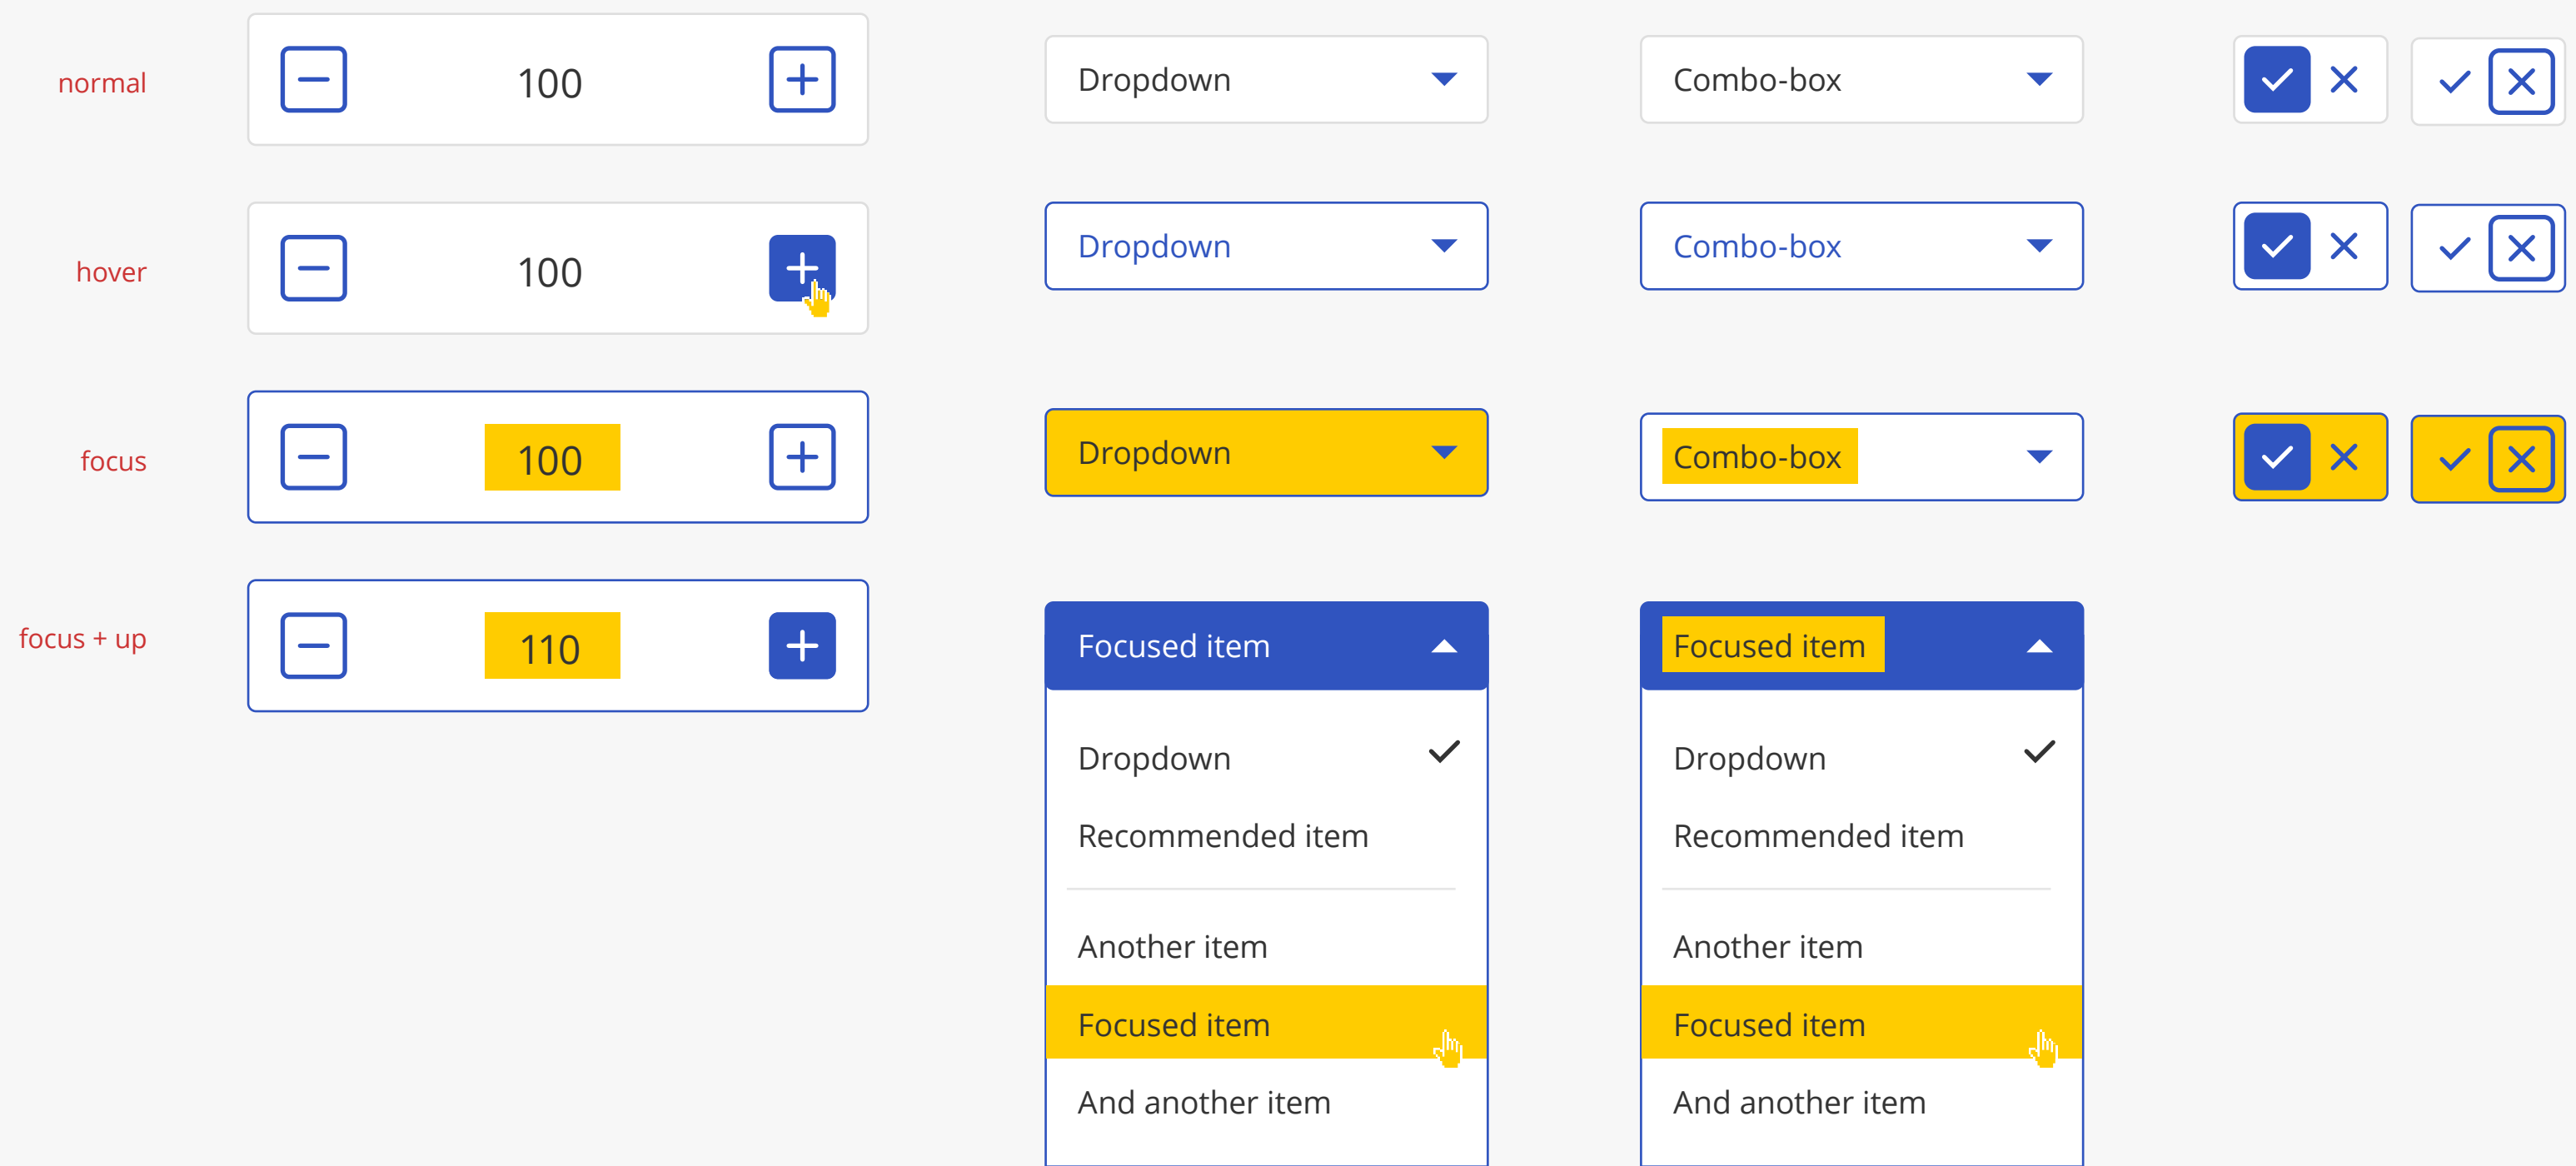 normal
100
Dropdown
Combo-box
hover
100
Dropdown
Combo-box
focus
100
Dropdown
Combo-box
focus + up
110
Focused item
Focused item
Dropdown
Dropdown
Recommended item
Recommended item
Another item
Another item
Focused item
Focused item
And another item
And another item